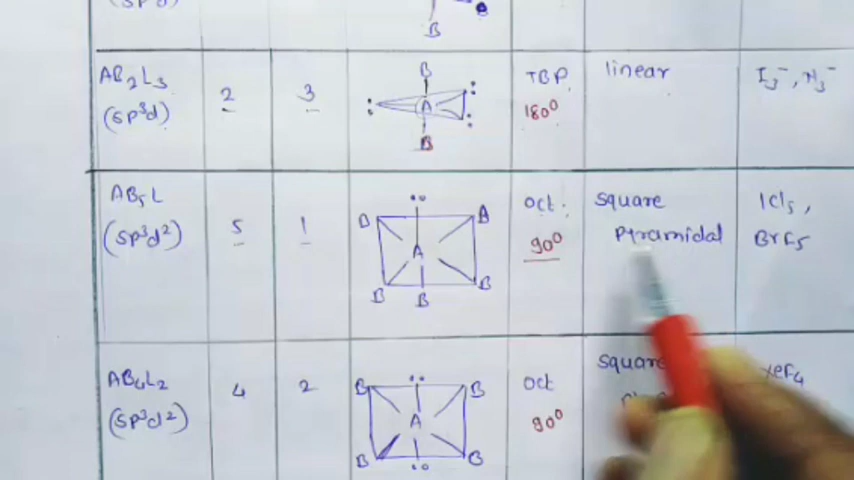 (sp³d)
B
AB₂L₃
(sp³d)
2
3
B
A
B
TBP
180°
linear
I₃⁻, N₃⁻
AB₅L
(sp³d²)
5
1
B
A
A
B
B
B
Oct.
90°
square
pyramidal
ICl₅,
BrF₅
AB₄L₂
(sp³d²)
4
2
B
B
A
B
B
Oct
90°
square
XeF₄